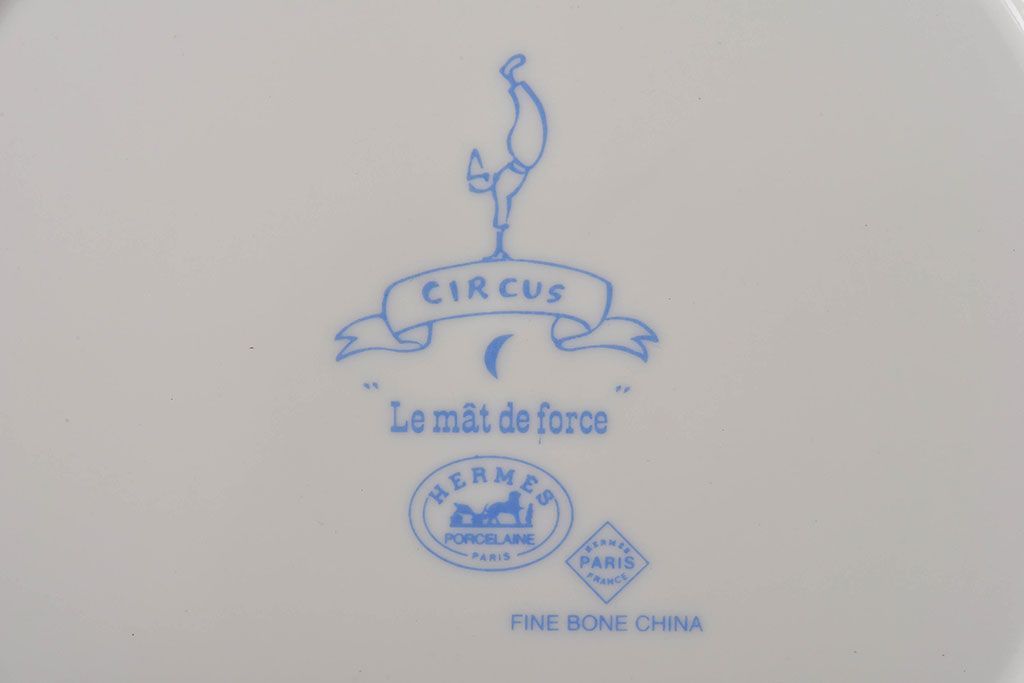 CIRCUS
"Le mât de force"
HERMES
PORCELAINE
PARIS
HERMES
PARIS
FRANCE
FINE BONE CHINA